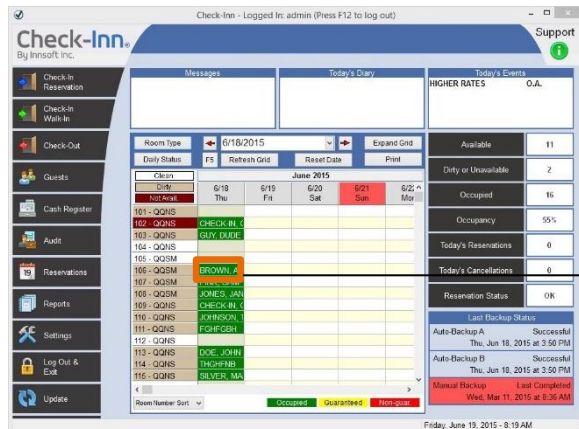 Check-Inn - Logged In: admin (Press F12 to log out)
Check-Inn®
By Innsoft Inc.
Support
Check-In Reservation
Check-In Walk-In
Check-Out
Guests
Cash Register
Audit
19
Reservations
Reports
Settings
Log Out & Exit
Update
Messages
Today's Diary
Today's Events
HIGHER RATES O.A.
Room Type
6/18/2015
Expand Grid
Daily Status
F5
Refresh Grid
Reset Date
Print
Clean
Dirty
Not Avail.
June 2015
6/18 6/19 6/20 6/21 6/22
Thu Fri Sat Sun Mon
101 - QQNS
102 - QQNS CHECK-IN, C
103 - QQNS GUY, DUDE
104 - QQNS
105 - QQSM
106 - QQSM BROWN, A
107 - QQSM
108 - QQSM JONES, JAN
109 - QQNS CHECK-IN, C
110 - QQNS JOHNSON, T
111 - QQNS FGHFGBH
112 - QQNS
113 - QQNS DOE, JOHN
114 - QQNS THGHFNB
115 - QQNS SILVER, MA
Room Number Sort
Occupied
Guaranteed
Non-guar.
Available 11
Dirty or Unavailable 2
Occupied 16
Occupancy 55%
Today's Reservations 0
Today's Cancellations 0
Reservation Status OK
Last Backup Status
Auto-Backup A Successful
Thu, Jun 18, 2015 at 3:50 PM
Auto-Backup B Successful
Thu, Jun 18, 2015 at 3:50 PM
Manual Backup Last Completed
Wed, Mar 11, 2015 at 8:36 AM
Friday, June 19, 2015 - 8:19 AM